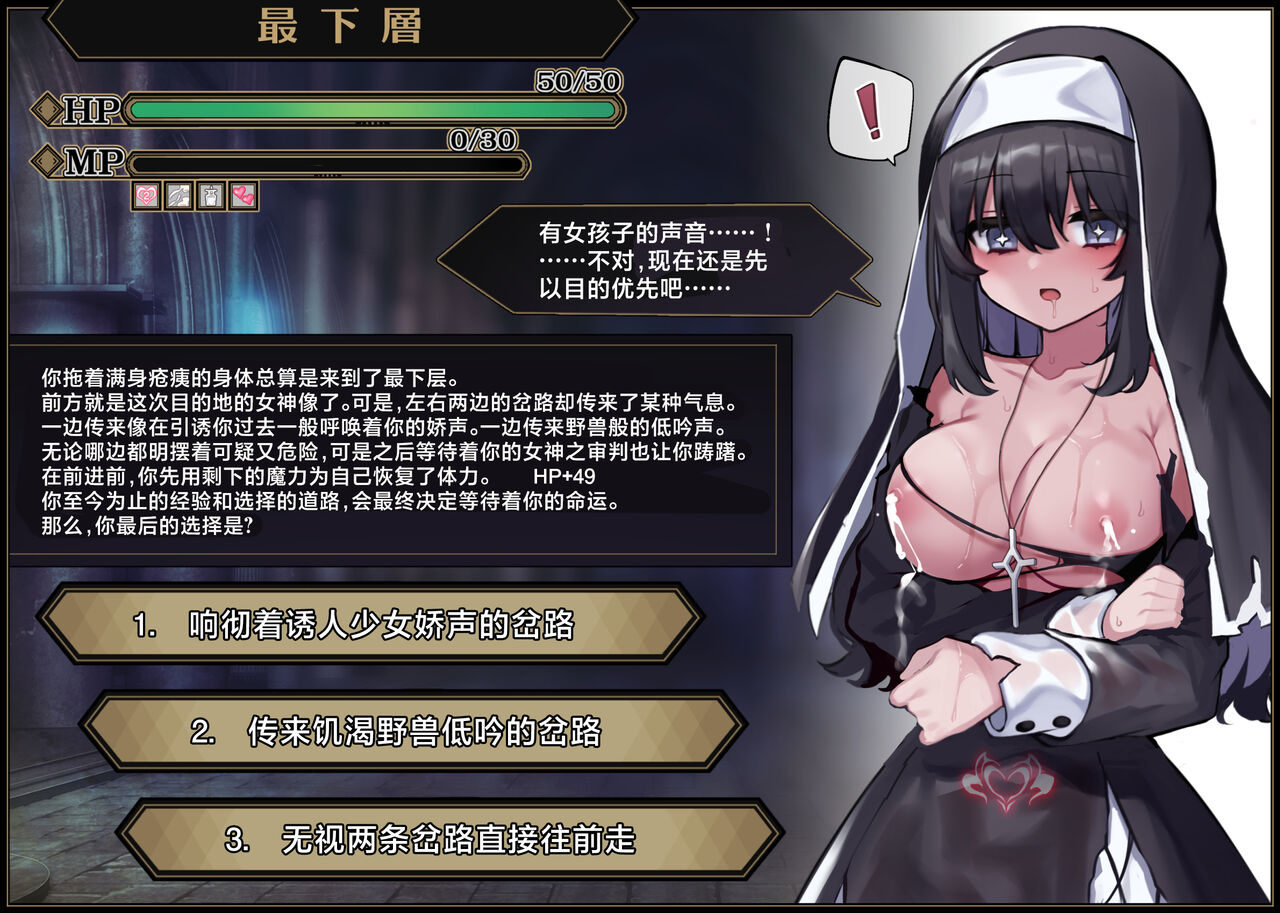 最下層
50/50
HP
0/30
MP
!
有女孩子的声音……！
……不对,现在还是先
以目的优先吧……
你拖着满身疮痍的身体总算是来到了最下层。
前方就是这次目的地的女神像了。可是,左右两边的岔路却传来了某种气息。
一边传来像在引诱你过去一般呼唤着你的娇声。一边传来野兽般的低吟声。
无论哪边都明摆着可疑又危险,可是之后等待着你的女神之审判也让你踌躇。
在前进前,你先用剩下的魔力为自己恢复了体力。 HP+49
你至今为止的经验和选择的道路,会最终决定等待着你的命运。
那么,你最后的选择是?
1. 响彻着诱人少女娇声的岔路
2. 传来饥渴野兽低吟的岔路
3. 无视两条岔路直接往前走